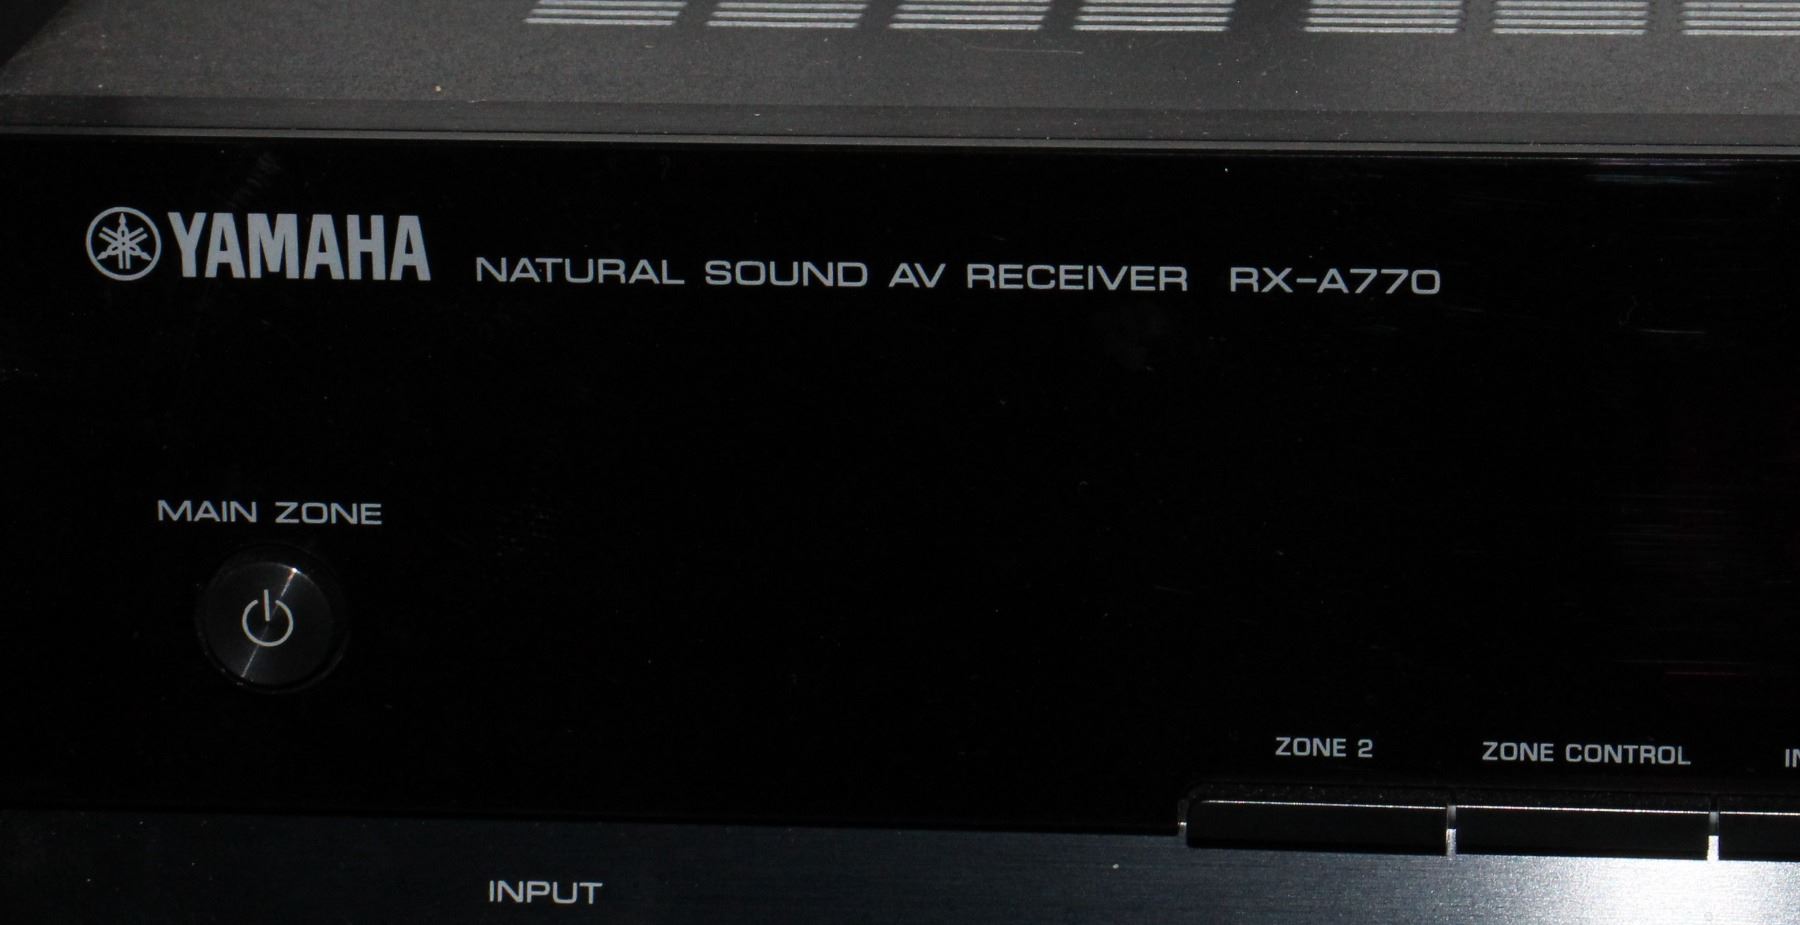 YAMAHA NATURAL SOUND AV RECEIVER RX-A770
MAIN ZONE
ZONE 2 ZONE CONTROL
INPUT